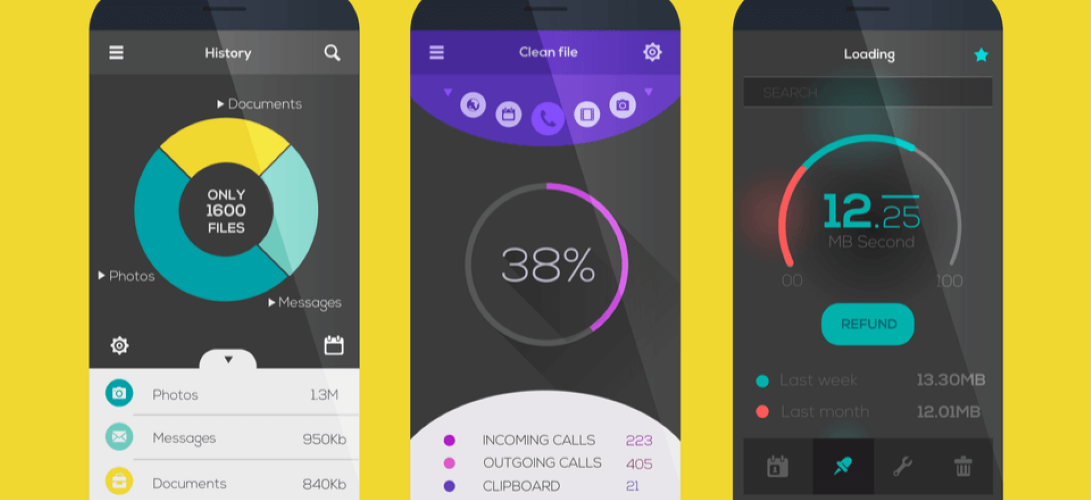 History
Documents
ONLY
1600
FILES
Photos
Messages
Photos 1.3M
Messages 950Kb
Documents 840Kb
Clean file
38%
INCOMING CALLS 223
OUTGOING CALLS 405
CLIPBOARD 21
Loading
SEARCH
12.25
MB Second
00 100
REFUND
Last week 13.30MB
Last month 12.01MB
1